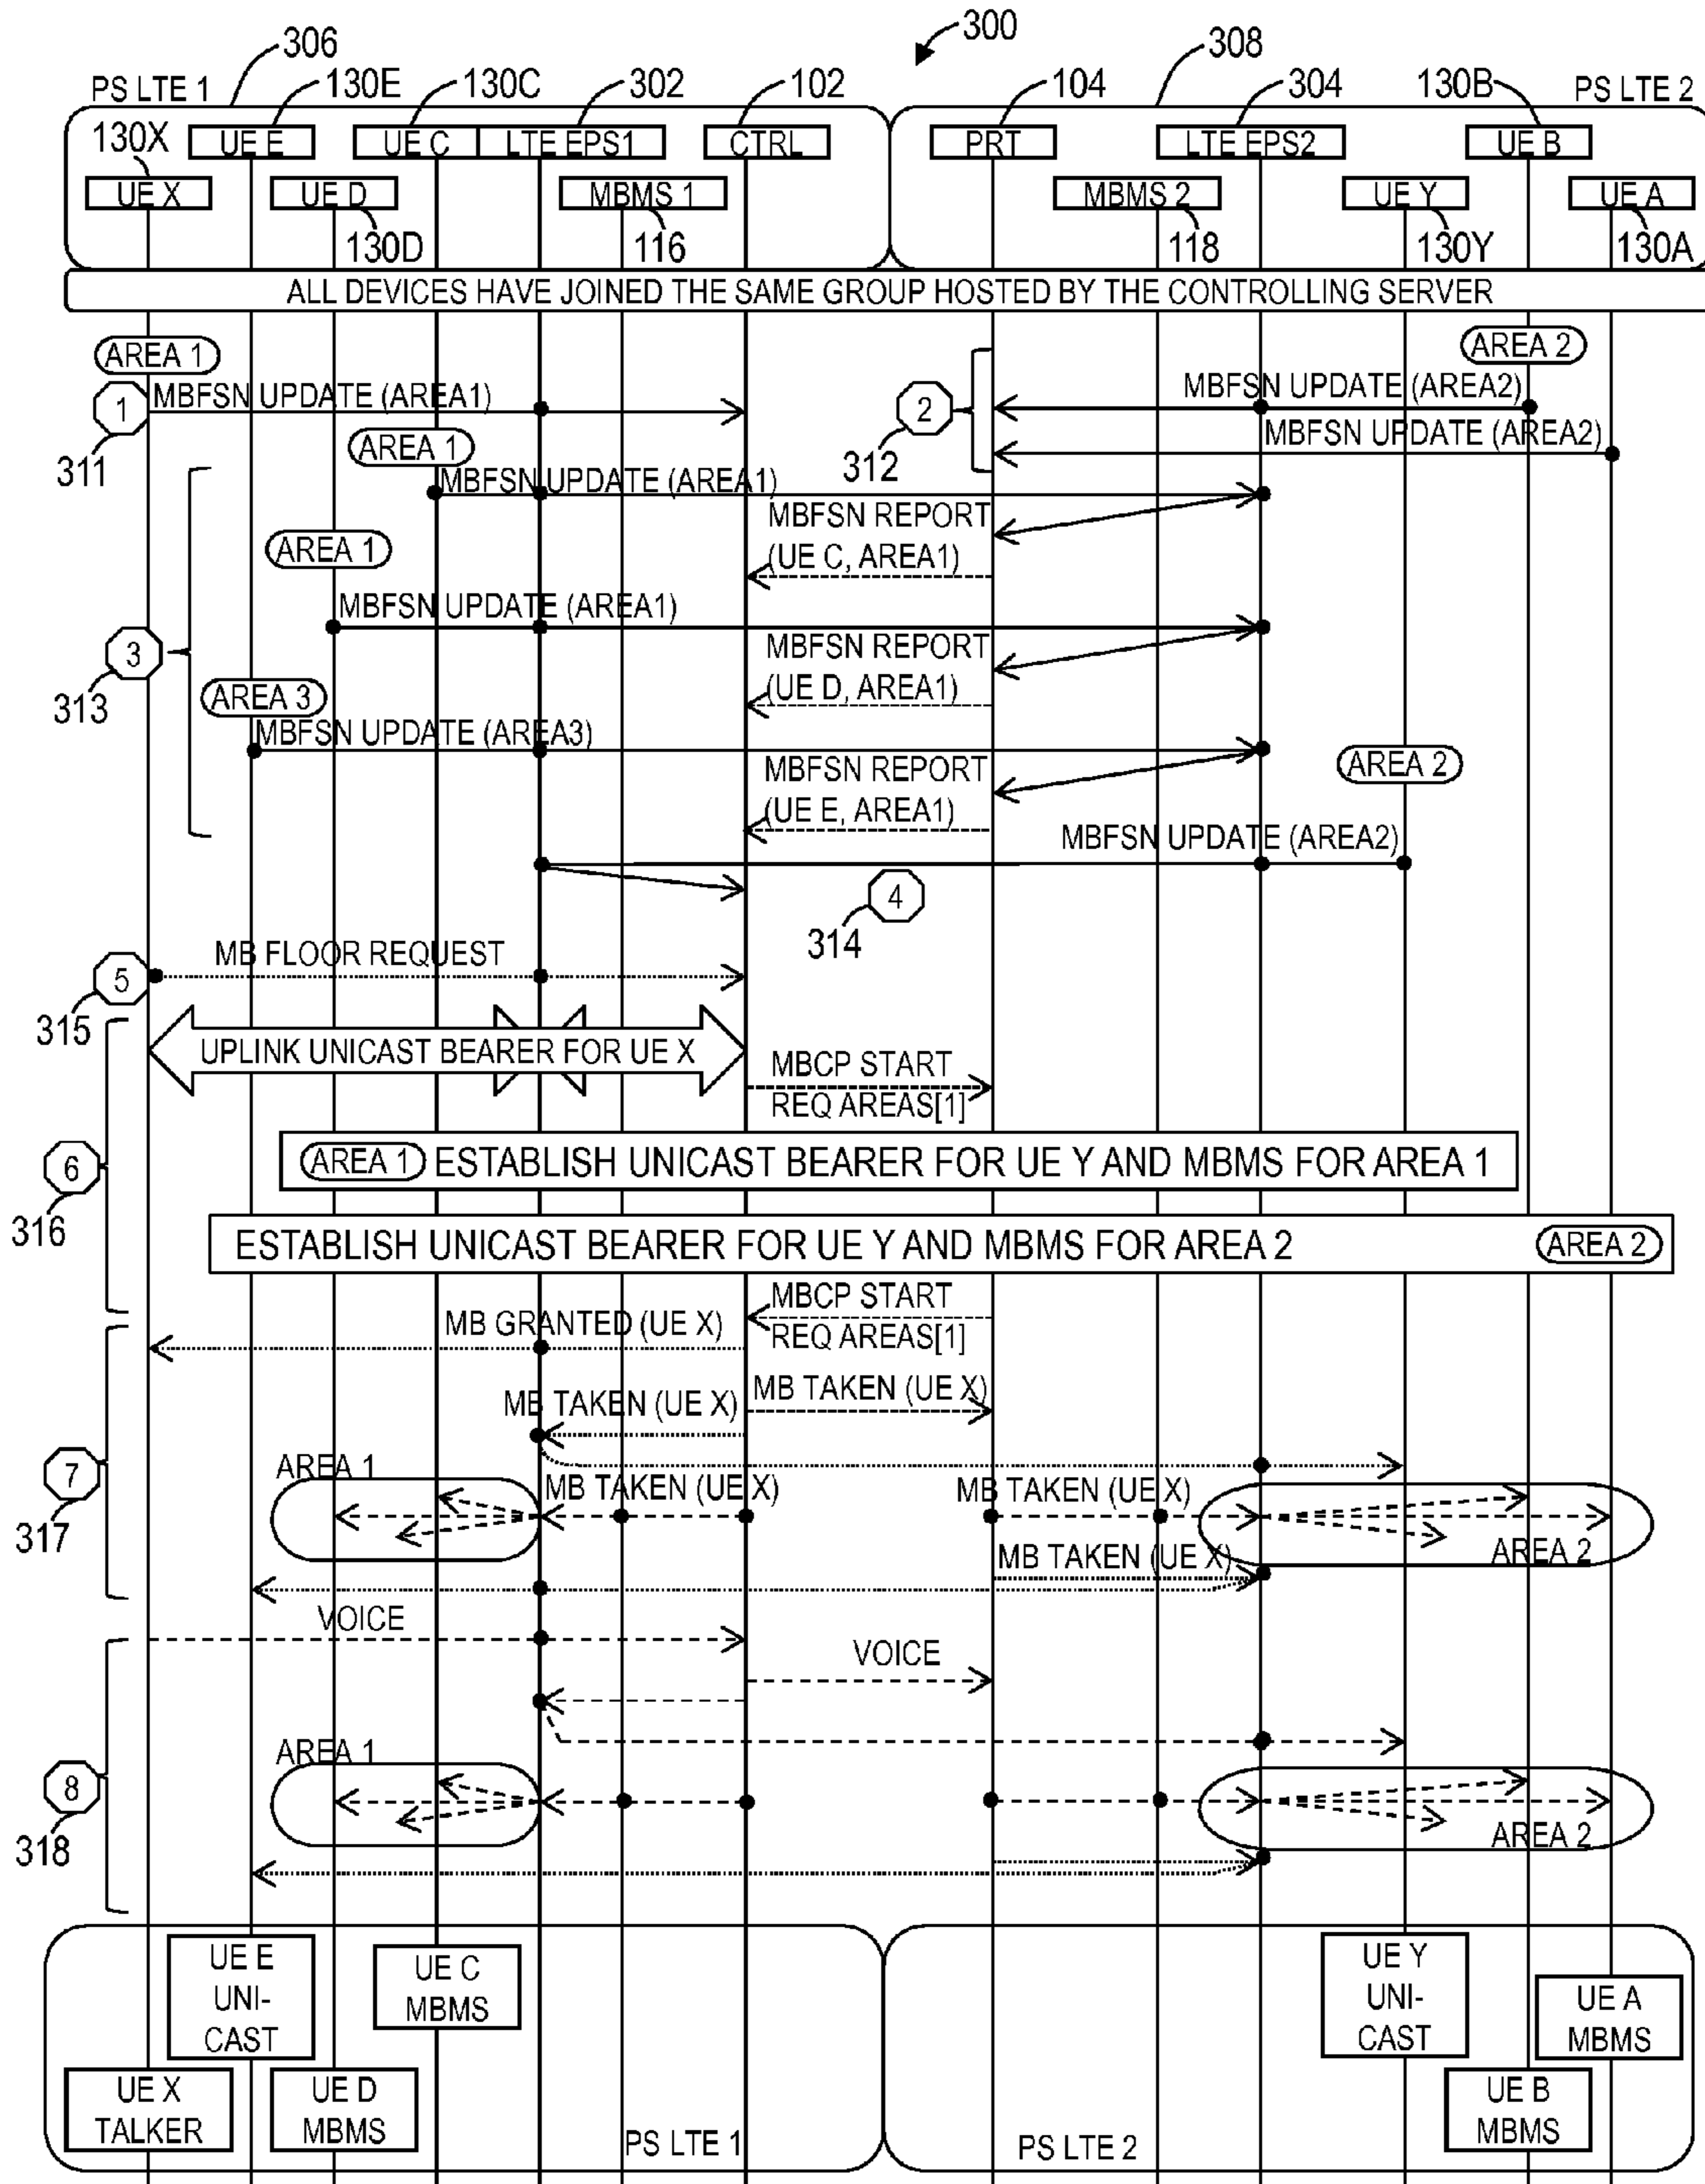 300
306
308
PS LTE 1
130E
130C
302
102
104
304
130B
PS LTE 2
130X
UE E
UE C
LTE EPS1
CTRL
PRT
LTE EPS2
UE B
UE X
UE D
MBMS 1
MBMS 2
UE Y
UE A
130D
116
118
130Y
130A
ALL DEVICES HAVE JOINED THE SAME GROUP HOSTED BY THE CONTROLLING SERVER
AREA 1
AREA 2
1
MBFSN UPDATE (AREA1)
2
MBFSN UPDATE (AREA2)
311
AREA 1
312
MBFSN UPDATE (AREA2)
MBFSN UPDATE (AREA1)
MBFSN REPORT
(UE C, AREA1)
AREA 1
MBFSN UPDATE (AREA1)
3
313
MBFSN REPORT
(UE D, AREA1)
AREA 3
MBFSN UPDATE (AREA3)
MBFSN REPORT
(UE E, AREA1)
AREA 2
MBFSN UPDATE (AREA2)
4
314
5
MB FLOOR REQUEST
315
UPLINK UNICAST BEARER FOR UE X
MBCP START
REQ AREAS[1]
6
316
AREA 1 ESTABLISH UNICAST BEARER FOR UE Y AND MBMS FOR AREA 1
ESTABLISH UNICAST BEARER FOR UE Y AND MBMS FOR AREA 2 AREA 2
MBCP START
REQ AREAS[1]
MB GRANTED (UE X)
MB TAKEN (UE X)
MB TAKEN (UE X)
7
317
AREA 1
MB TAKEN (UE X)
MB TAKEN (UE X)
AREA 2
MB TAKEN (UE X)
VOICE
VOICE
8
318
AREA 1
AREA 2
UE E
UNI-
CAST
UE C
MBMS
UE Y
UNI-
CAST
UE A
MBMS
UE X
TALKER
UE D
MBMS
UE B
MBMS
PS LTE 1
PS LTE 2